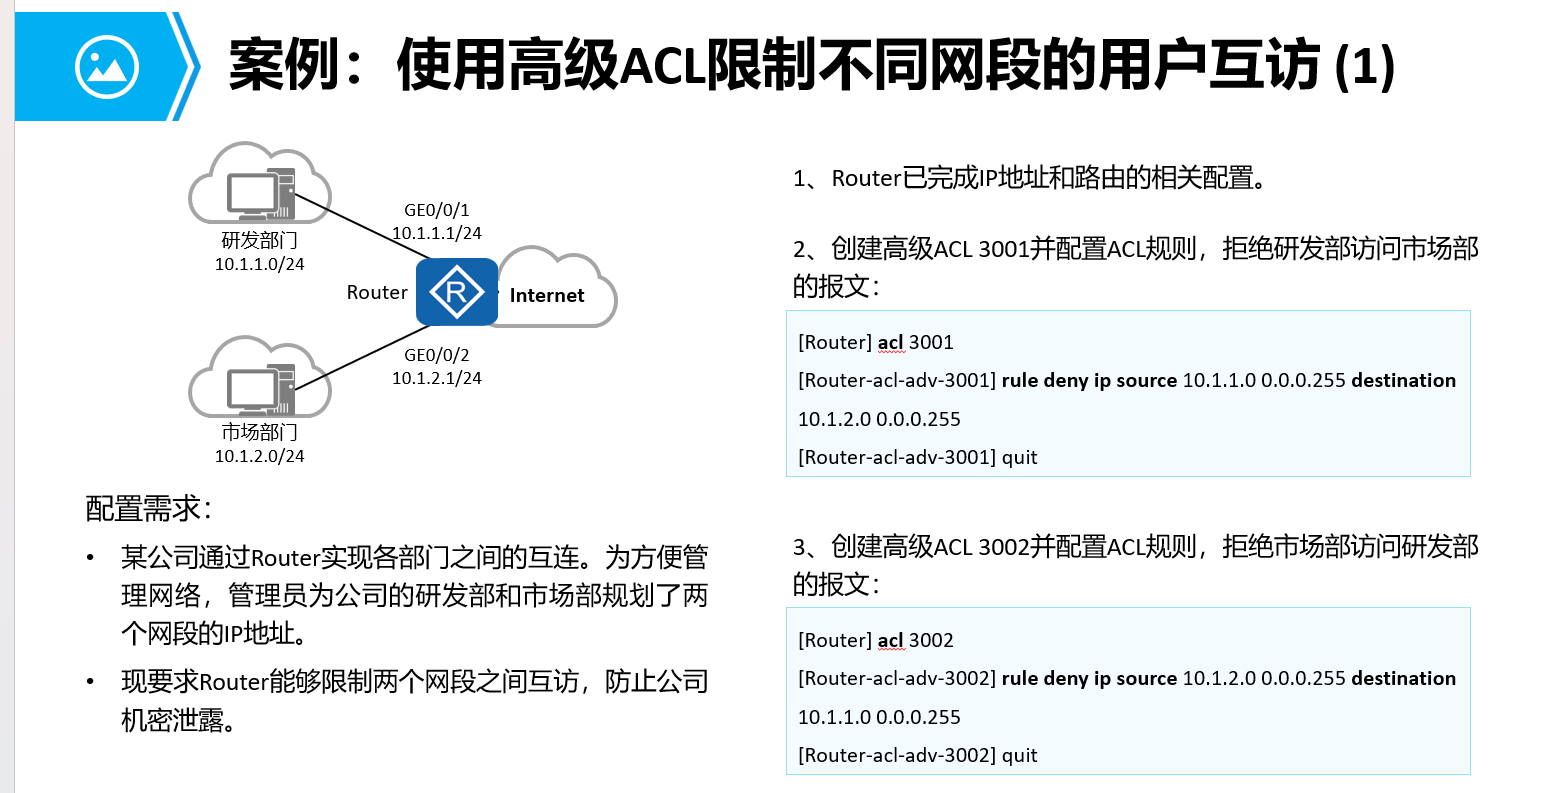 案例：使用高级ACL限制不同网段的用户互访 (1)
研发部门
10.1.1.0/24
GE0/0/1
10.1.1.1/24
Router
R
Internet
GE0/0/2
10.1.2.1/24
市场部门
10.1.2.0/24
配置需求：
• 某公司通过Router实现各部门之间的互连。为方便管
理网络，管理员为公司的研发部和市场部规划了两
个网段的IP地址。
• 现要求Router能够限制两个网段之间互访，防止公司
机密泄露。
1、Router已完成IP地址和路由的相关配置。
2、创建高级ACL 3001并配置ACL规则，拒绝研发部访问市场部
的报文：
[Router] acl 3001
[Router-acl-adv-3001] rule deny ip source 10.1.1.0 0.0.0.255 destination
10.1.2.0 0.0.0.255
[Router-acl-adv-3001] quit
3、创建高级ACL 3002并配置ACL规则，拒绝市场部访问研发部
的报文：
[Router] acl 3002
[Router-acl-adv-3002] rule deny ip source 10.1.2.0 0.0.0.255 destination
10.1.1.0 0.0.0.255
[Router-acl-adv-3002] quit